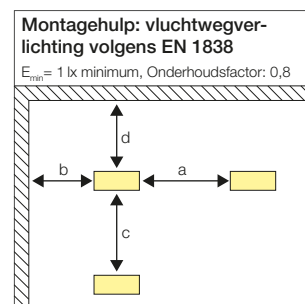 Montagehulp: vluchtwegver-
lichting volgens EN 1838
Emin= 1 lx minimum, Onderhoudsfactor: 0,8
d
b
a
c